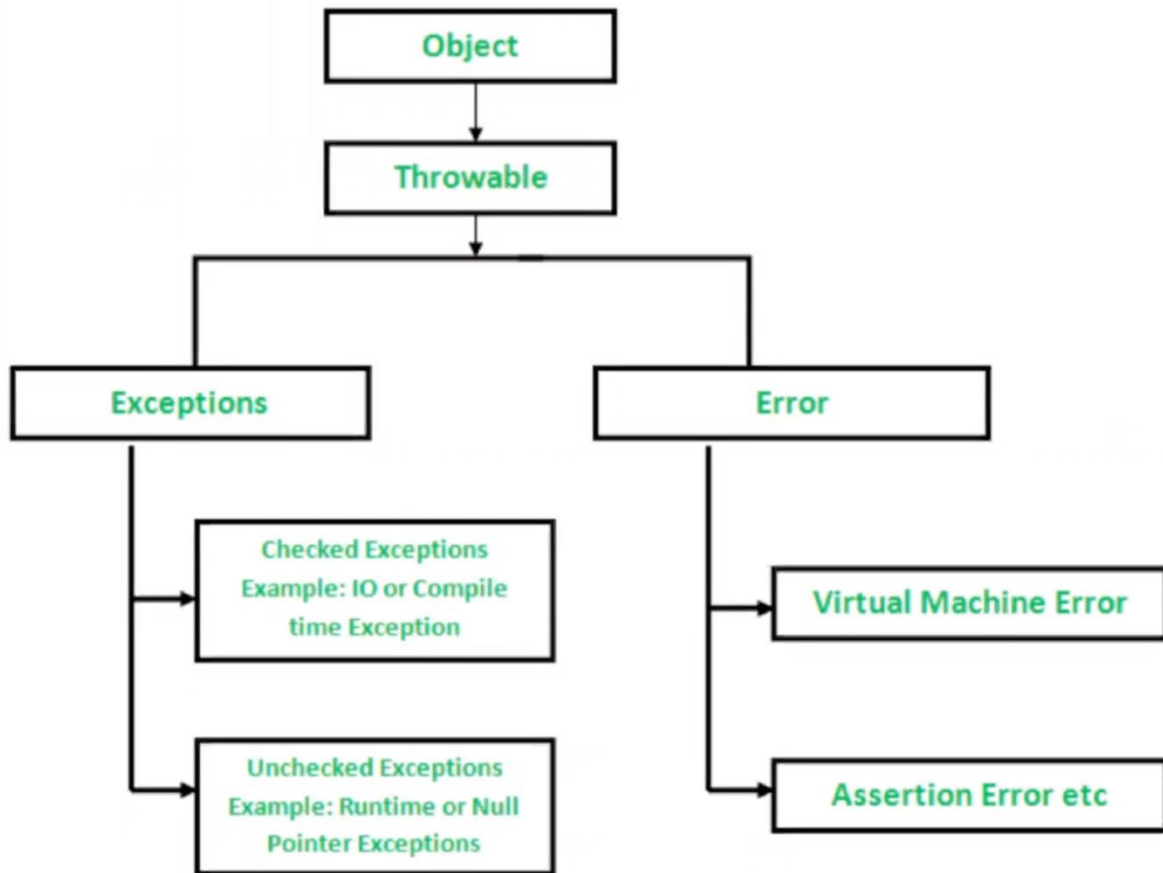 Object
Throwable
Exceptions
Error
Checked Exceptions
Example: IO or Compile
time Exception
Virtual Machine Error
Unchecked Exceptions
Example: Runtime or Null
Pointer Exceptions
Assertion Error etc